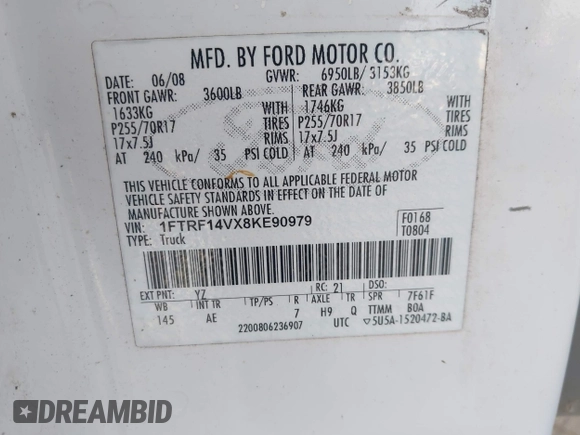 MFD. BY FORD MOTOR CO.
DATE: 06/08 GVWR: 6950LB/ 3153KG
FRONT GAWR: 3600LB REAR GAWR: 3850LB
1633KG WITH 1746KG WITH
P255/70R17 TIRES P255/70R17 TIRES
17x7.5J RIMS 17x7.5J RIMS
AT 240 kPa/ 35 PSI COLD AT 240 kPa/ 35 PSI COLD
THIS VEHICLE CONFORMS TO ALL APPLICABLE FEDERAL MOTOR
VEHICLE SAFETY STANDARDS IN EFFECT ON THE DATE OF
MANUFACTURE SHOWN ABOVE.
VIN: 1FTRF14VX8KE90979 F0168
TYPE: Truck T0804
EXT PNT: YZ RC: 21 DSO:
WB INT TR TP/PS R AXLE TR SPR 7F61F
145 AE 7 H9 Q TTMM BOA
2200806236907 UTC ▽5U5A-1520472-BA
DREAMBID